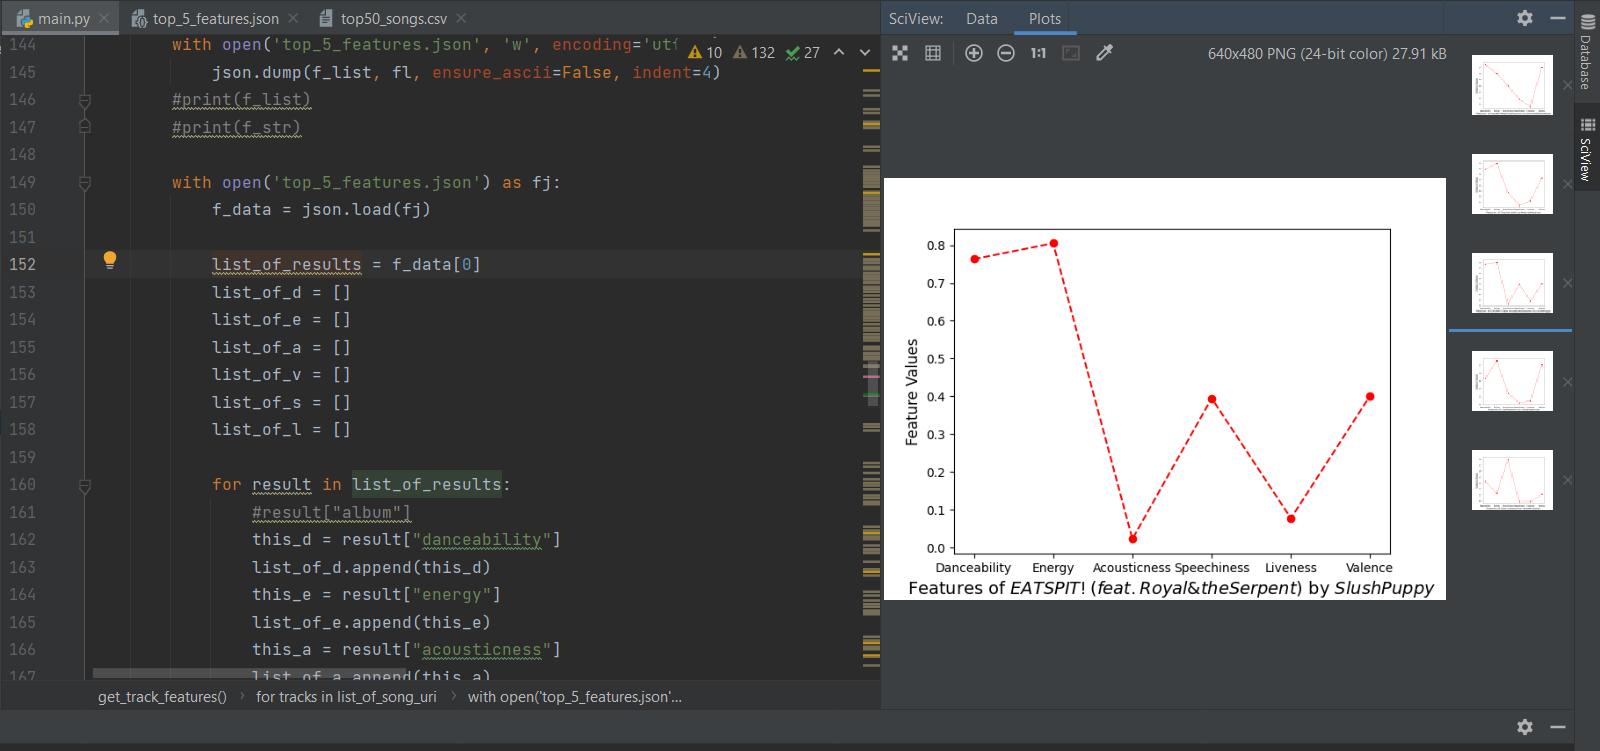 main.py top_5_features.json top50_songs.csv
144 with open('top_5_features.json', 'w', encoding='ut
10 132 27
145 json.dump(f_list, fl, ensure_ascii=False, indent=4)
146 #print(f_list)
147 #print(f_str)
148
149 with open('top_5_features.json') as fj:
150 f_data = json.load(fj)
151
152 list_of_results = f_data[0]
153 list_of_d = []
154 list_of_e = []
155 list_of_a = []
156 list_of_v = []
157 list_of_s = []
158 list_of_l = []
159
160 for result in list_of_results:
161 #result["album"]
162 this_d = result["danceability"]
163 list_of_d.append(this_d)
164 this_e = result["energy"]
165 list_of_e.append(this_e)
166 this_a = result["acousticness"]
167 list_of_a.append(this_a)
get_track_features() for tracks in list_of_song_uri with open('top_5_features.json'...
SciView: Data Plots
1:1 640x480 PNG (24-bit color) 27.91 kB
0.8
0.7
0.6
0.5
0.4
0.3
0.2
0.1
0.0
Feature Values
Danceability Energy Acousticness Speechiness Liveness Valence
Features of EATSPIT! (feat. Royal&theSerpent) by SlushPuppy
Database
SciView